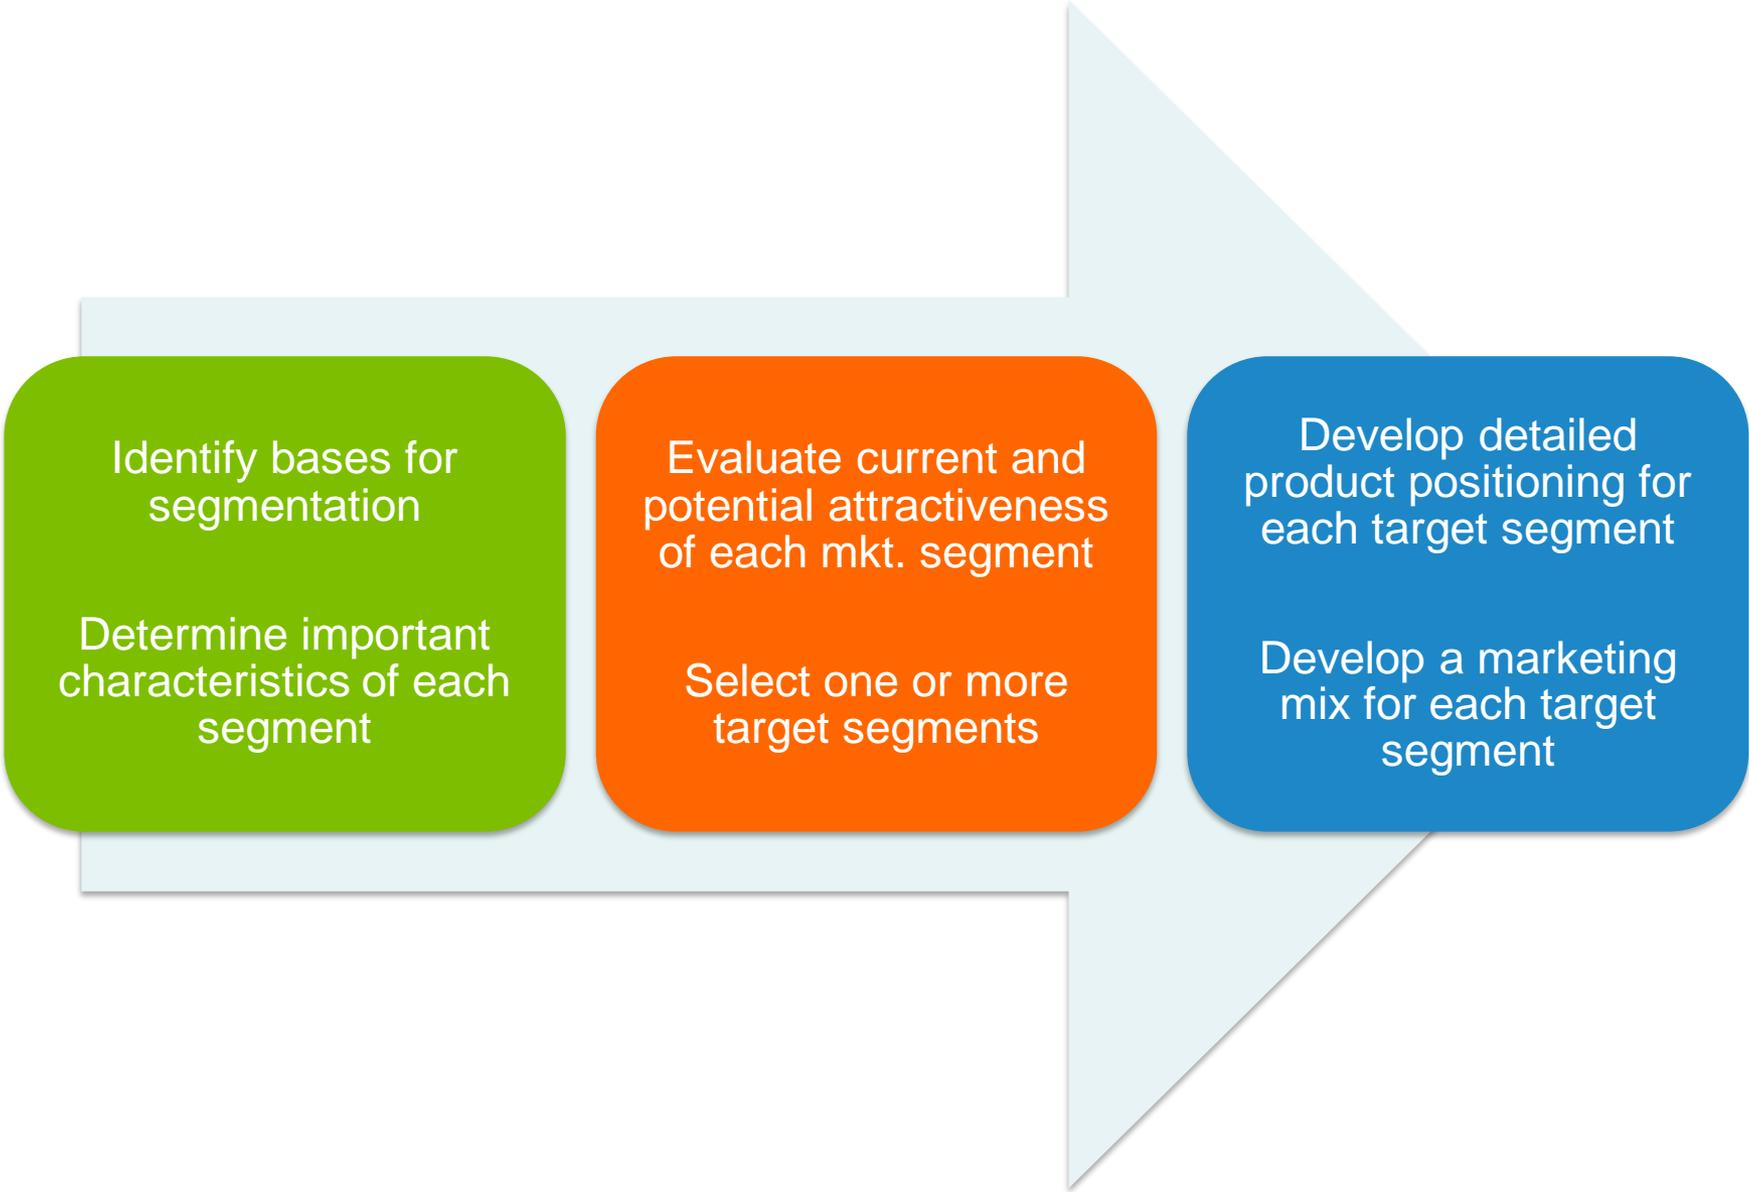 Identify bases for
segmentation
Determine important
characteristics of each
segment
Evaluate current and
potential attractiveness
of each mkt. segment
Select one or more
target segments
Develop detailed
product positioning for
each target segment
Develop a marketing
mix for each target
segment